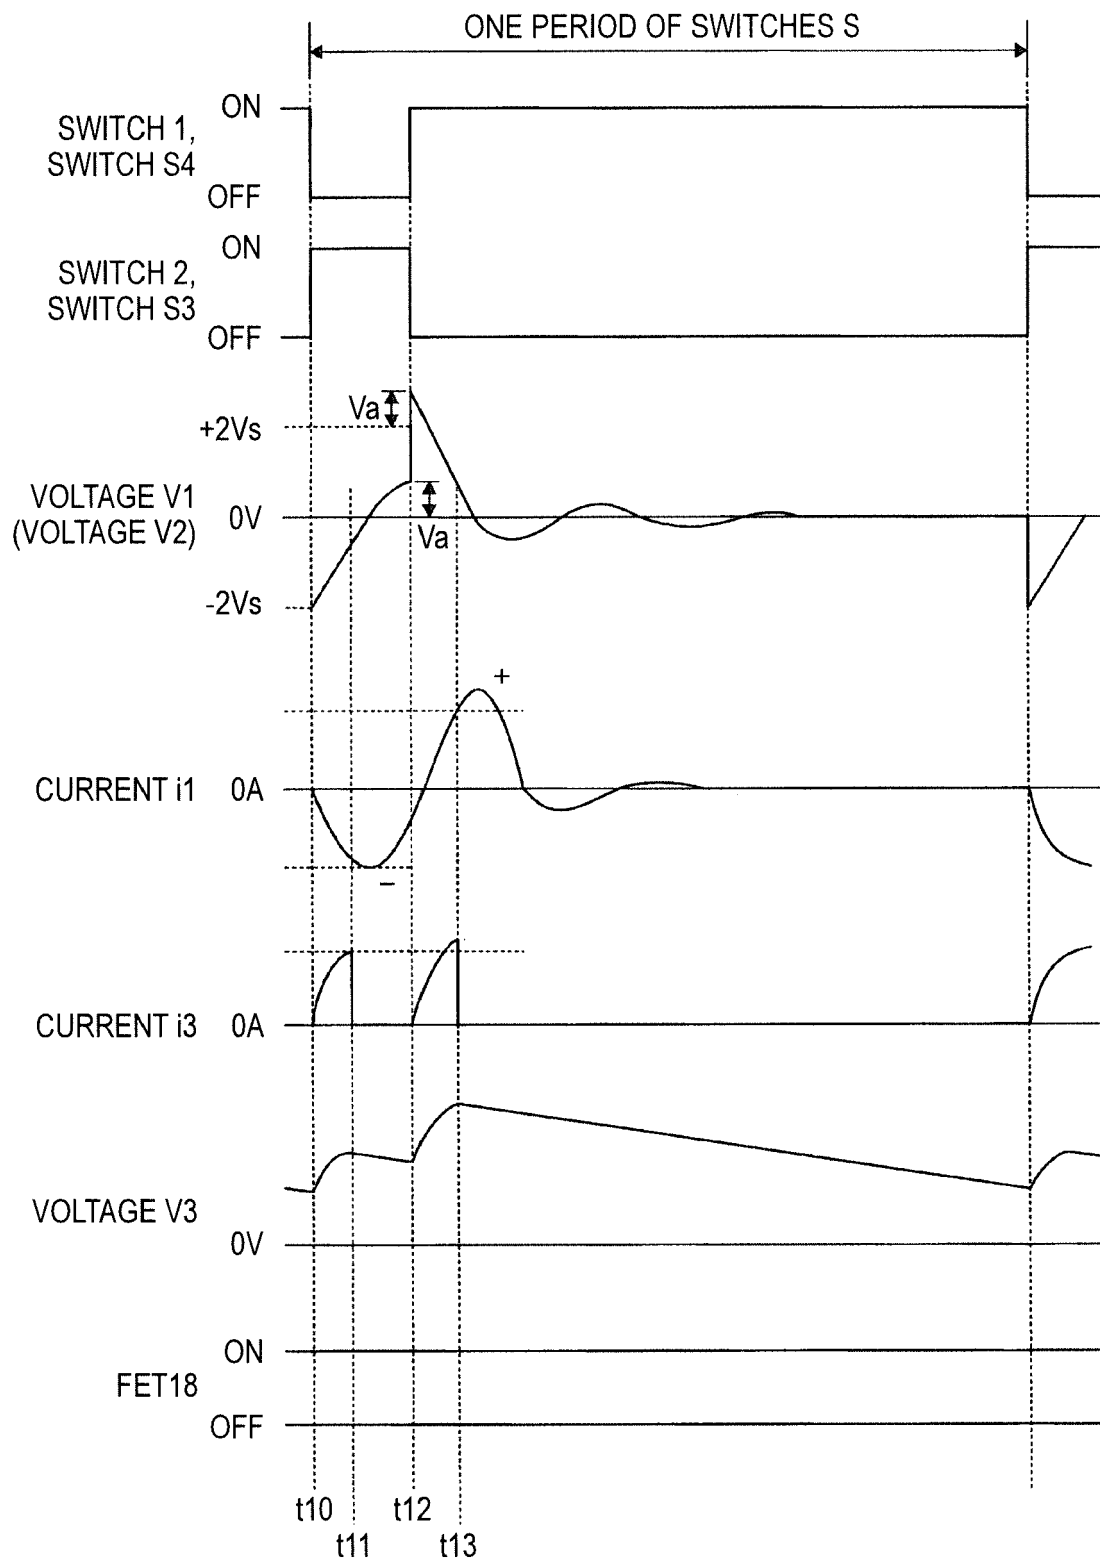 ONE PERIOD OF SWITCHES S
ON
SWITCH 1,
SWITCH S4
OFF
ON
SWITCH 2,
SWITCH S3
OFF
Va
+2Vs
VOLTAGE V1
(VOLTAGE V2)
0V
Va
-2Vs
+
CURRENT i1
0A
−
CURRENT i3
0A
VOLTAGE V3
0V
ON
FET18
OFF
t10
t12
t11
t13